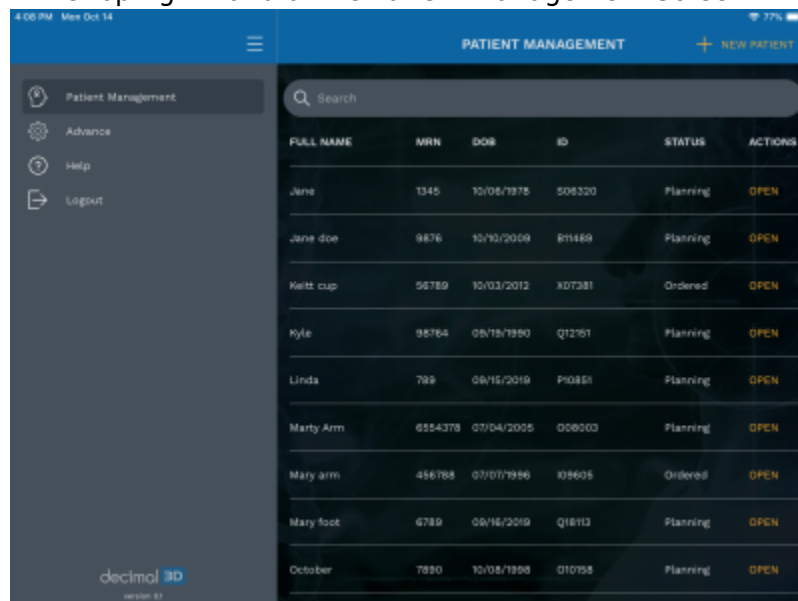 4:08 PM Mon Oct 14
77%
PATIENT MANAGEMENT
NEW PATIENT
Patient Management
Advance
Help
Logout
Search
FULL NAME MRN DOB ID STATUS ACTIONS
Jane 1345 10/06/1978 S06320 Planning OPEN
Jane doe 9876 10/10/2009 B11489 Planning OPEN
Keitt cup 56789 10/03/2012 X07381 Ordered OPEN
Kyle 98764 09/19/1990 Q12151 Planning OPEN
Linda 789 09/15/2019 P10851 Planning OPEN
Marty Arm 6554378 07/04/2005 O08003 Planning OPEN
Mary arm 456788 07/07/1996 I09605 Ordered OPEN
Mary foot 6789 09/16/2019 Q18113 Planning OPEN
October 7890 10/08/1998 O10158 Planning OPEN
decimal 3D